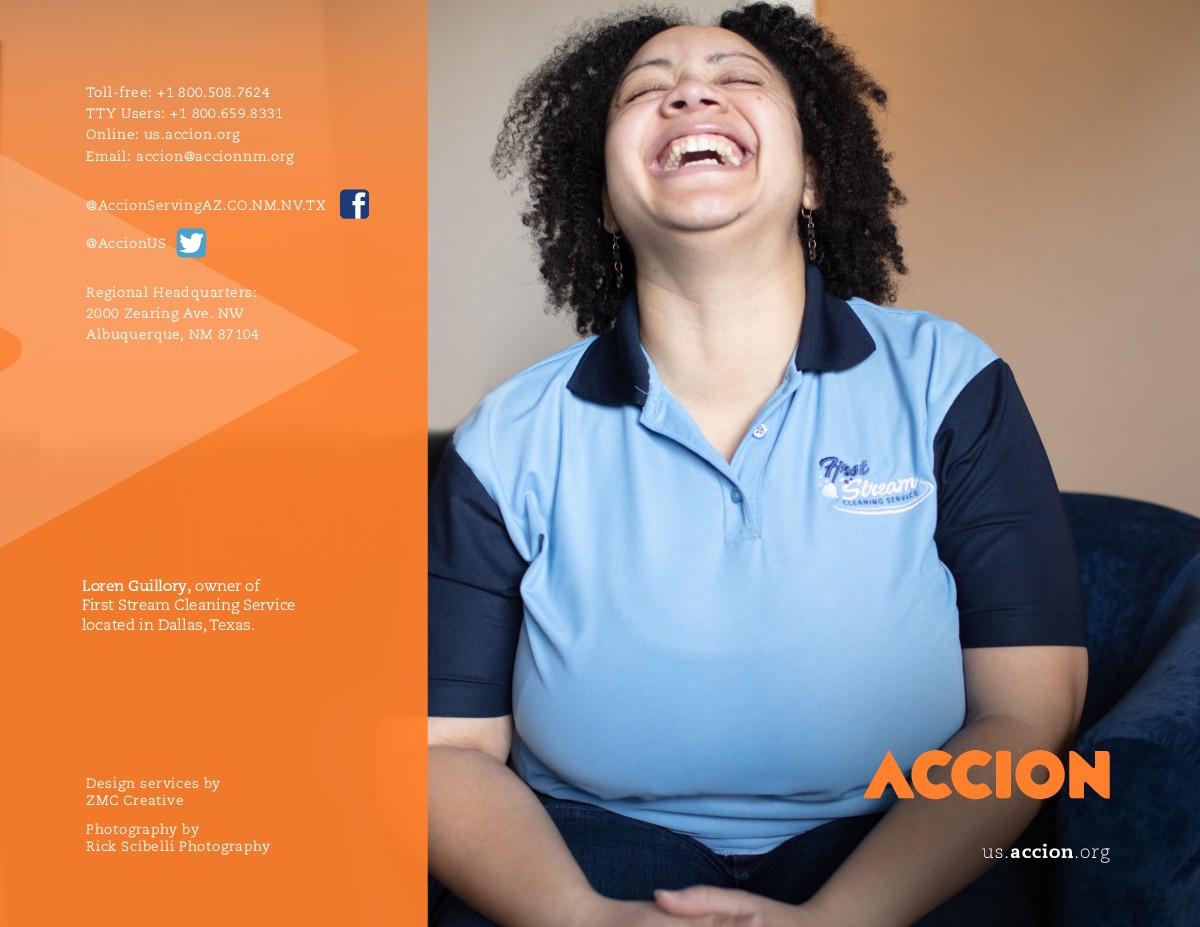 Toll-free: +1 800.508.7624
TTY Users: +1 800.659.8331
Online: us.accion.org
Email: accion@accionnm.org
@AccionServingAZ.CO.NM.NV.TX
@AccionUS
Regional Headquarters:
2000 Zearing Ave. NW
Albuquerque, NM 87104
Loren Guillory, owner of
First Stream Cleaning Service
located in Dallas, Texas.
Design services by
ZMC Creative
Photography by
Rick Scibelli Photography
First
Stream
CLEANING SERVICE
ACCION
us.accion.org